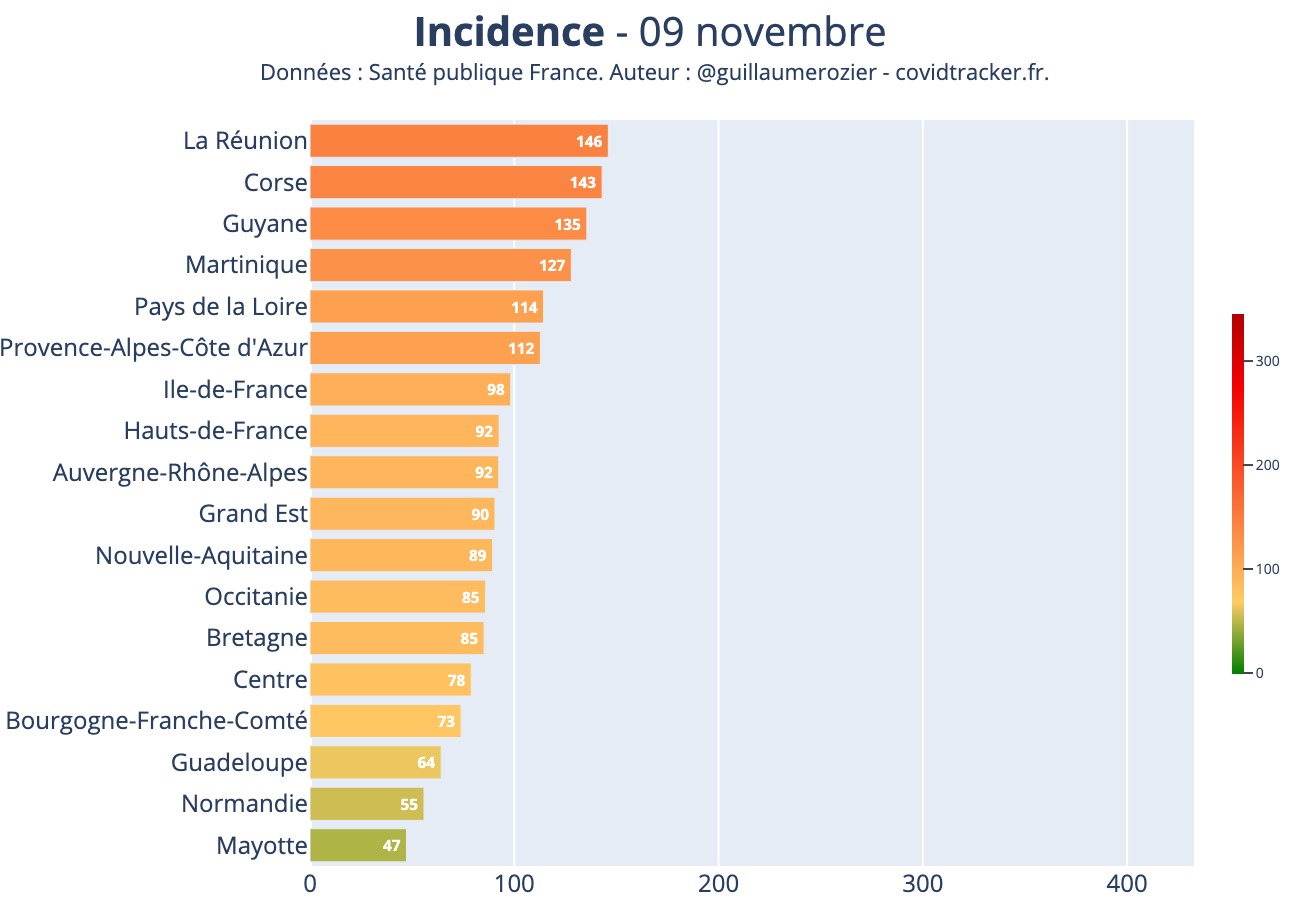 Incidence - 09 novembre
Données : Santé publique France. Auteur : @guillaumerozier - covidtracker.fr.
La Réunion 146
Corse 143
Guyane 135
Martinique 127
Pays de la Loire 114
Provence-Alpes-Côte d'Azur 112
Ile-de-France 98
Hauts-de-France 92
Auvergne-Rhône-Alpes 92
Grand Est 90
Nouvelle-Aquitaine 89
Occitanie 85
Bretagne 85
Centre 78
Bourgogne-Franche-Comté 73
Guadeloupe 64
Normandie 55
Mayotte 47
0 100 200 300 400
300
200
100
0